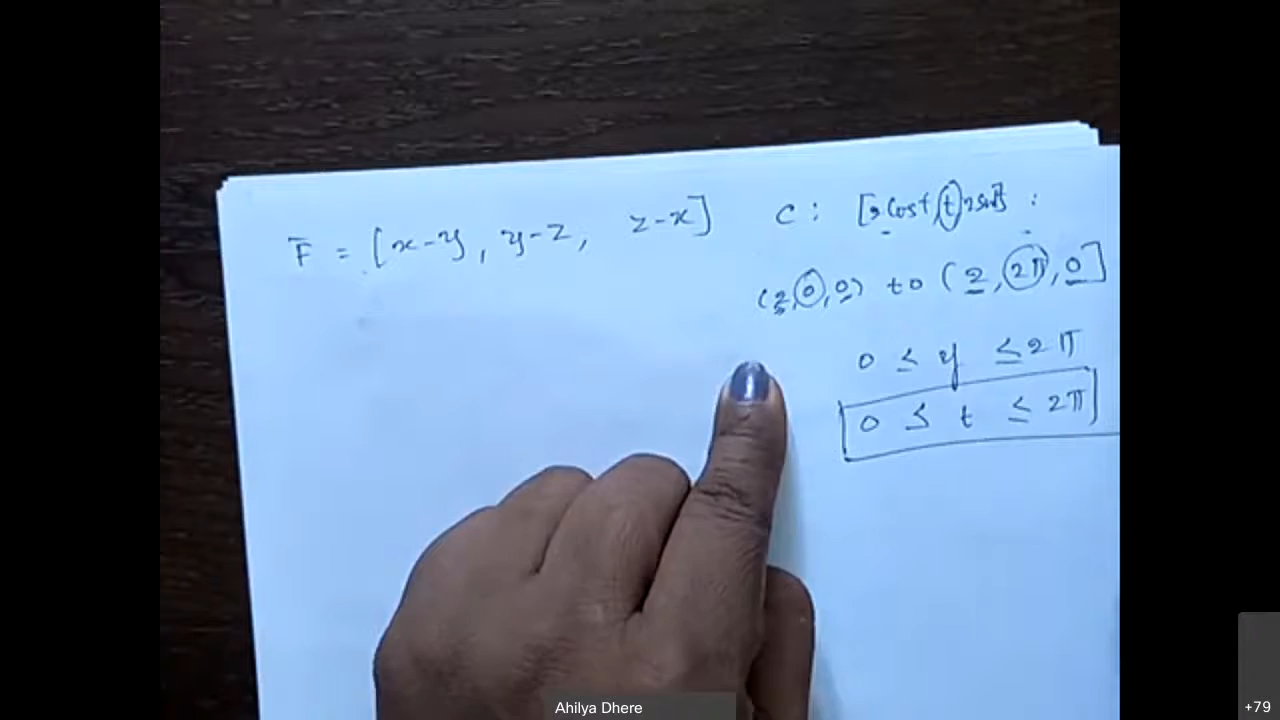 F̄ = [x-y, y-z, z-x] C: [2cost, t, 2sint] :
(2, 0, 0) to (2, 2π, 0]
0 ≤ y ≤ 2π
0 ≤ t ≤ 2π
Ahilya Dhere
+79